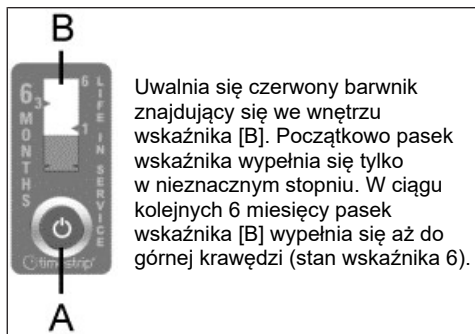 B
6
3
1
6 MONTHS
LIFE IN SERVICE
timestrip®
A
Uwalnia się czerwony barwnik
znajdujący się we wnętrzu
wskaźnika [B]. Początkowo pasek
wskaźnika wypełnia się tylko
w nieznacznym stopniu. W ciągu
kolejnych 6 miesięcy pasek
wskaźnika [B] wypełnia się aż do
górnej krawędzi (stan wskaźnika 6).